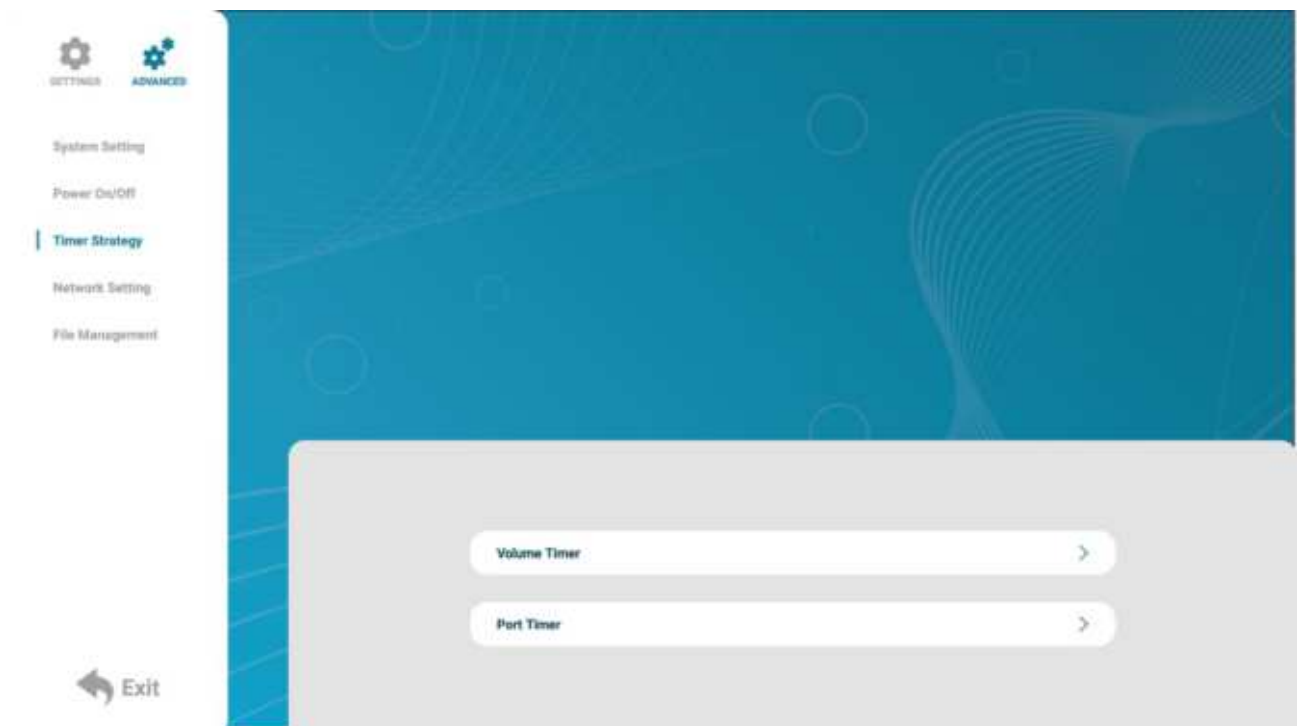 SETTINGS ADVANCED
System Setting
Power On/Off
Timer Strategy
Network Setting
File Management
Volume Timer
Port Timer
Exit